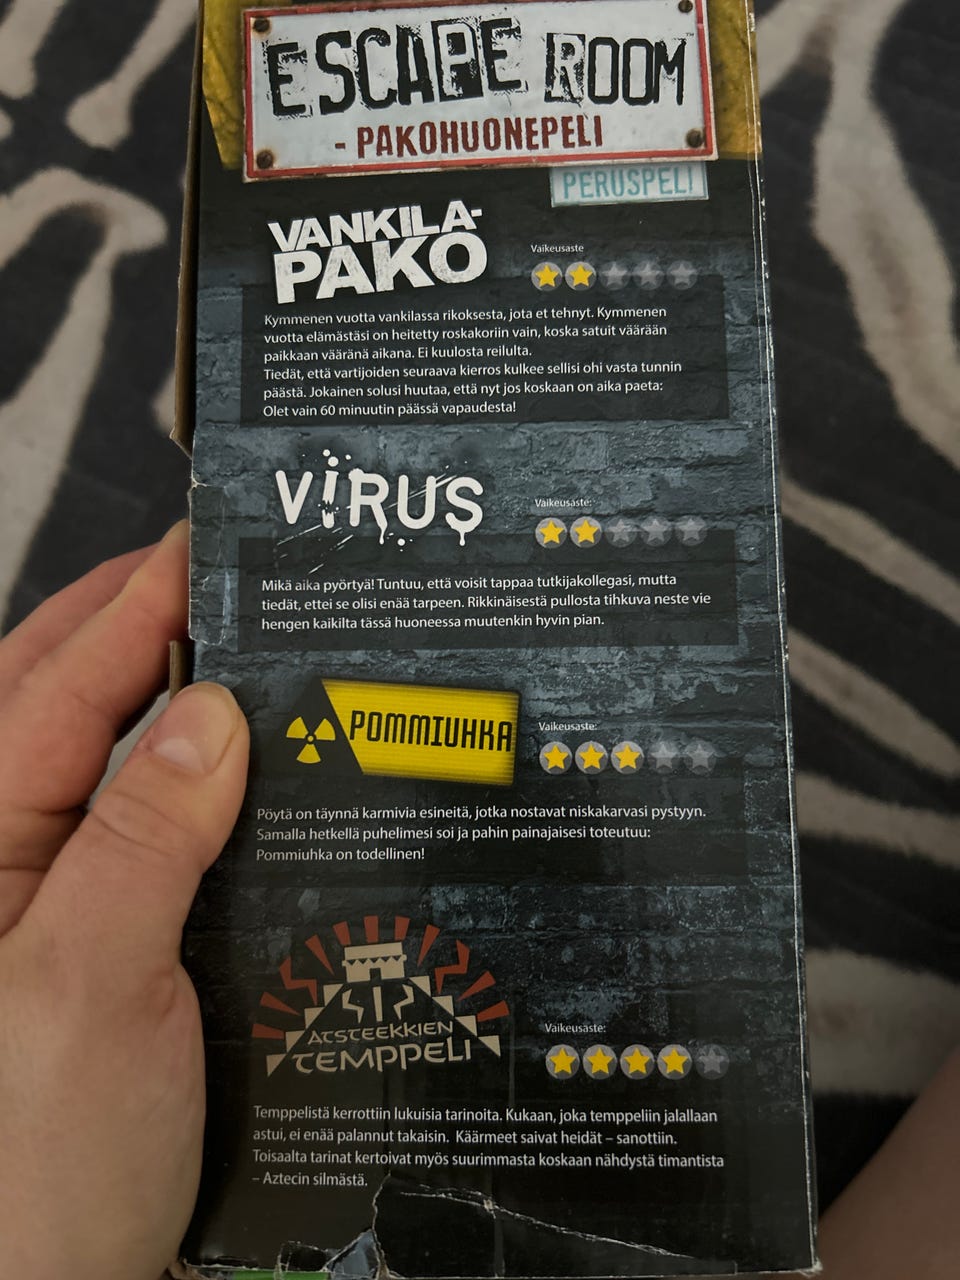 ESCAPE ROOM
- PAKOHUONEPELI
PERUSPELI
VANKILA-
PAKO
Vaikeusaste
Kymmenen vuotta vankilassa rikoksesta, jota et tehnyt. Kymmenen
vuotta elämästäsi on heitetty roskakoriin vain, koska satuit väärään
paikkaan vääränä aikana. Ei kuulosta reilulta.
Tiedät, että vartijoiden seuraava kierros kulkee sellisi ohi vasta tunnin
päästä. Jokainen solusi huutaa, että nyt jos koskaan on aika paeta:
Olet vain 60 minuutin päässä vapaudesta!
VIRUS
Vaikeusaste:
Mikä aika pyörtyä! Tuntuu, että voisit tappaa tutkijakollegasi, mutta
tiedät, ettei se olisi enää tarpeen. Rikkinäisestä pullosta tihkuva neste vie
hengen kaikilta tässä huoneessa muutenkin hyvin pian.
POMMIUHKA
Vaikeusaste:
Pöytä on täynnä karmivia esineitä, jotka nostavat niskakarvasi pystyyn.
Samalla hetkellä puhelimesi soi ja pahin painajaisesi toteutuu:
Pommiuhka on todellinen!
ATSTEEKKIEN
TEMPPELI
Vaikeusaste:
Temppelistä kerrottiin lukuisia tarinoita. Kukaan, joka temppeliin jalallaan
astui, ei enää palannut takaisin. Käärmeet saivat heidät – sanottiin.
Toisaalta tarinat kertoivat myös suurimmasta koskaan nähdystä timantista
– Aztecin silmästä.